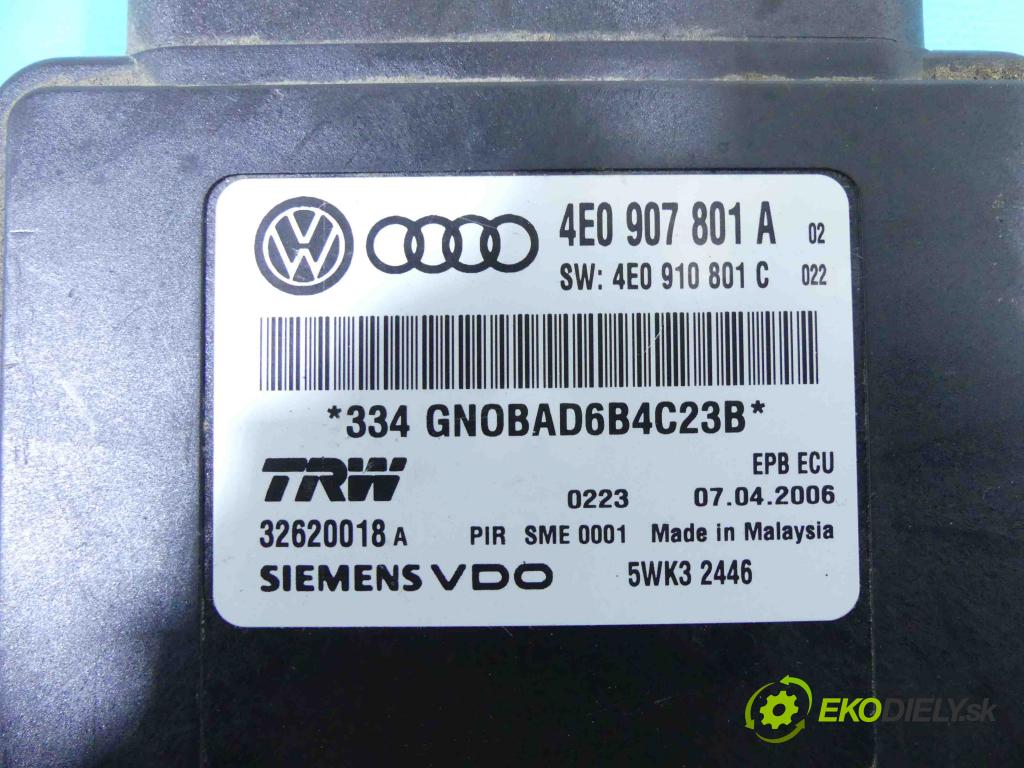 4E0 907 801 A 02
SW: 4E0 910 801 C 022
*334 GNOBAD6B4C23B*
TRW
EPB ECU
0223 07.04.2006
32620018 A PIR SME 0001 Made in Malaysia
SIEMENS VDO 5WK3 2446
EKODIELY.sk